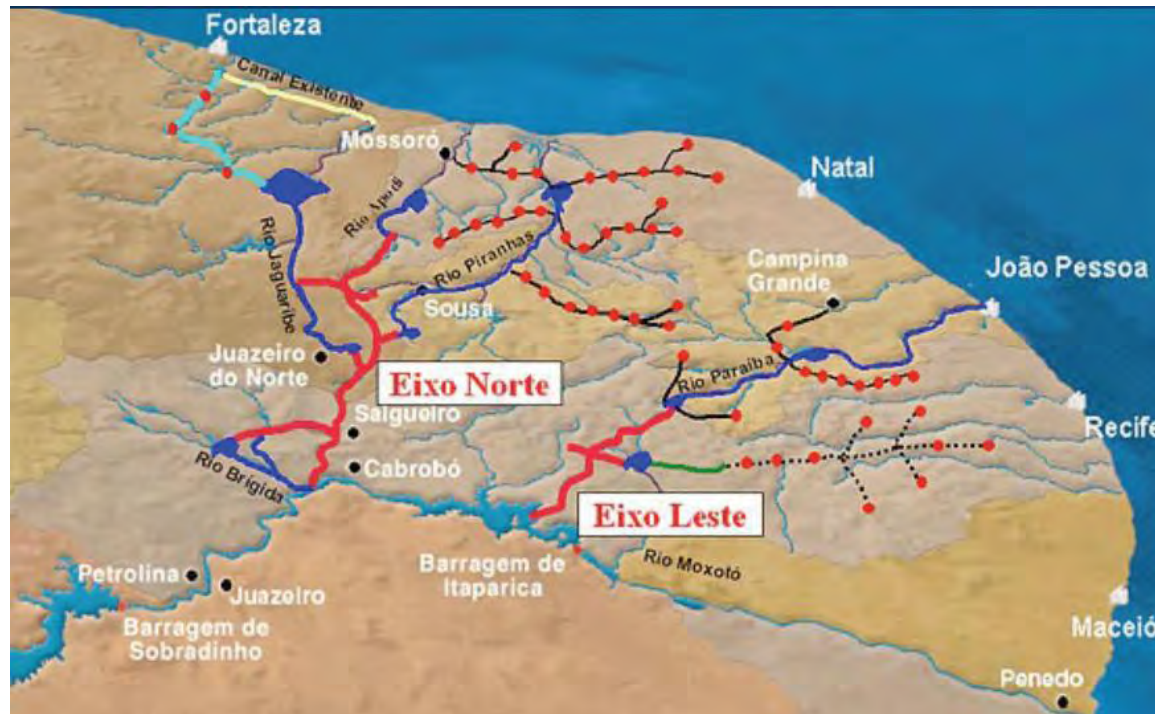 Fortaleza
Canal Existente
Mossoró
Natal
Rio Apodi
Rio Jaguaribe
Rio Piranhas
Sousa
Campina
Grande
João Pessoa
Juazeiro
do Norte
Eixo Norte
Rio Paraíba
Salgueiro
Recife
Cabrobó
Rio Brígida
Eixo Leste
Petrolina
Juazeiro
Barragem de
Itaparica
Rio Moxotó
Barragem de
Sobradinho
Maceió
Penedo